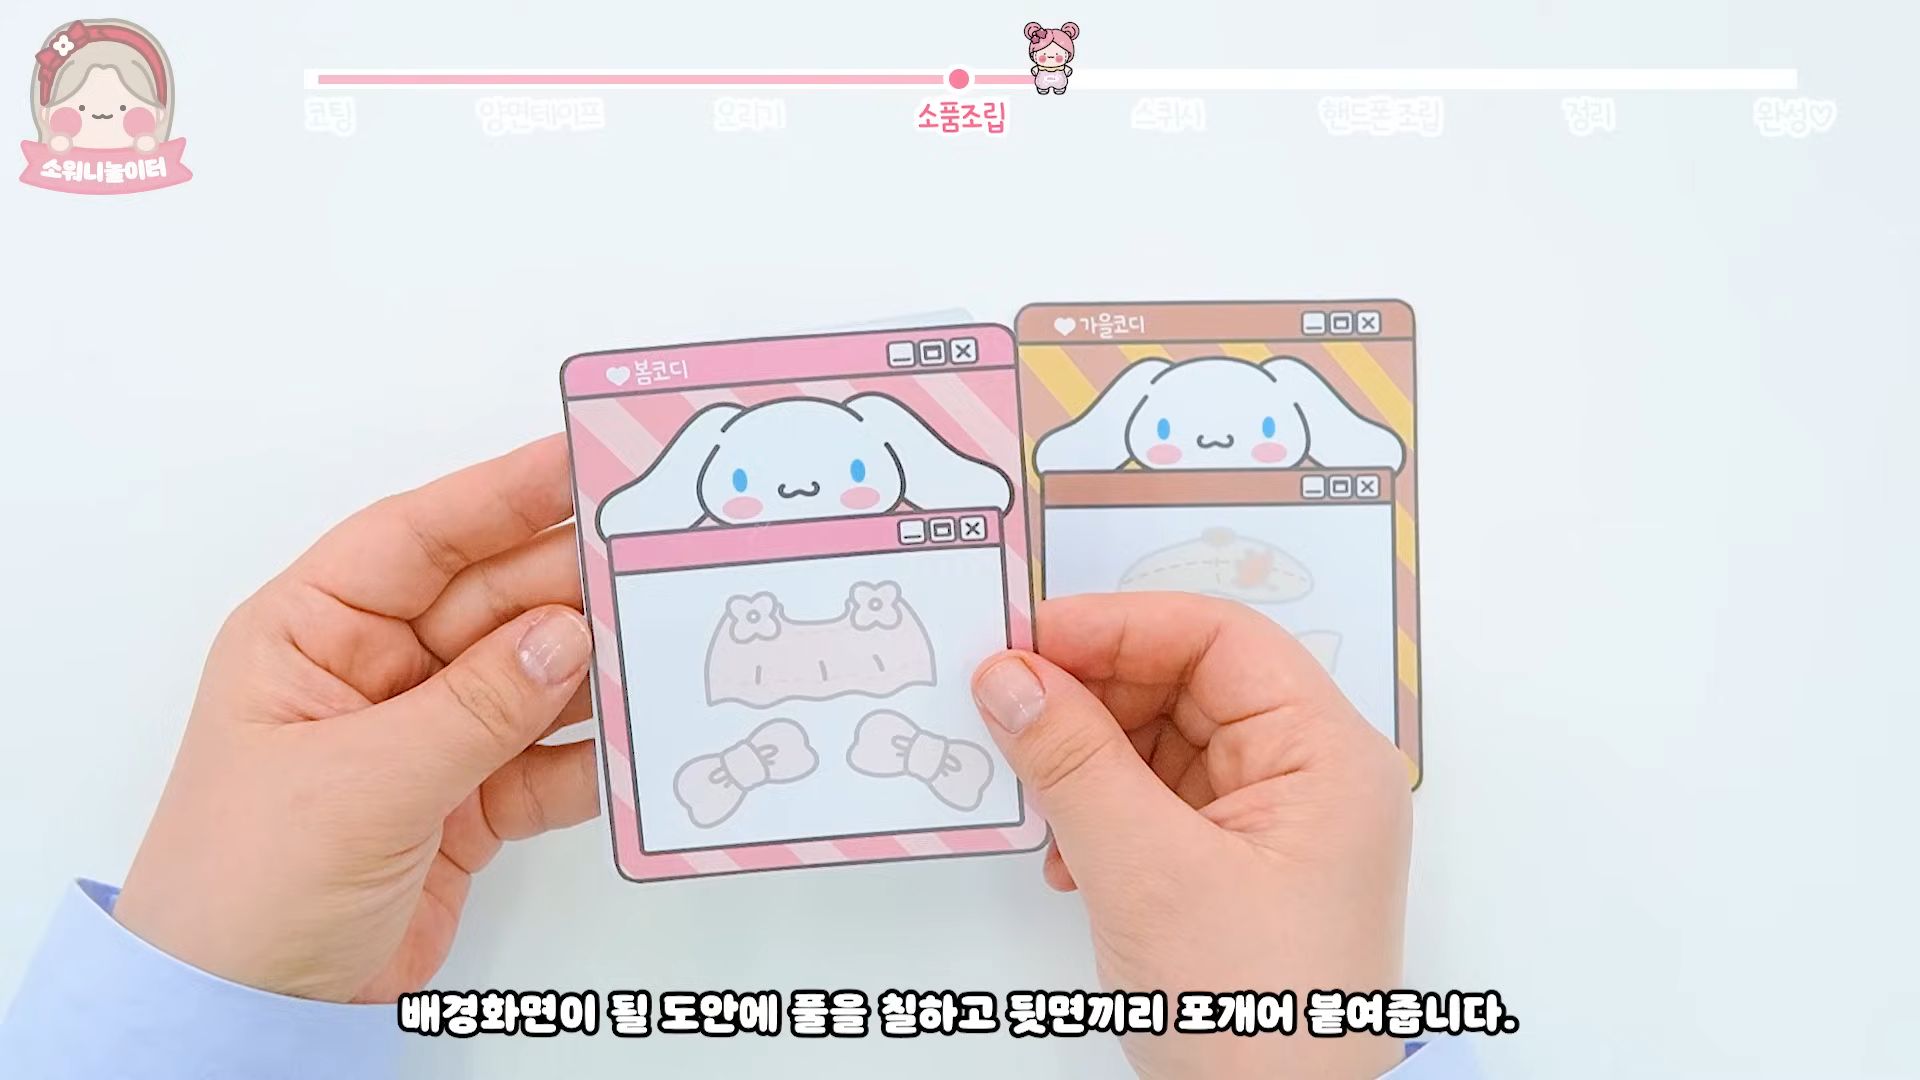 코팅
양면테이프
오리기
소품조립
스퀴시
핸드폰조립
정리
완성♡
소워니놀이터
♥가을코디
♥봄코디
배경화면이 될 도안에 풀을 칠하고 뒷면끼리 포개어 붙여줍니다.